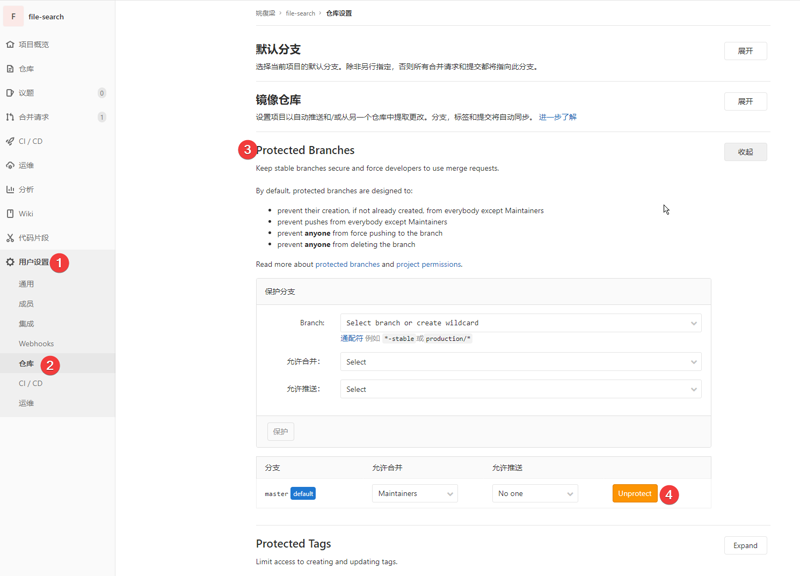 F file-search
项目概览
仓库
议题 0
合并请求 1
CI / CD
运维
分析
Wiki
代码片段
用户设置 1
通用
成员
集成
Webhooks
仓库 2
CI / CD
运维
姚宿梁 > file-search > 仓库设置
默认分支
展开
选择当前项目的默认分支。除非另行指定，否则所有合并请求和提交都将指向此分支。
镜像仓库
展开
设置项目以自动推送和/或从另一个仓库中提取更改。分支，标签和提交将自动同步。 进一步了解
3 Protected Branches
收起
Keep stable branches secure and force developers to use merge requests.
By default, protected branches are designed to:
prevent their creation, if not already created, from everybody except Maintainers
prevent pushes from everybody except Maintainers
prevent anyone from force pushing to the branch
prevent anyone from deleting the branch
Read more about protected branches and project permissions.
保护分支
Branch: Select branch or create wildcard
通配符 例如 *-stable 或 production/*
允许合并： Select
允许推送： Select
保护
分支 允许合并 允许推送
master default Maintainers No one Unprotect 4
Protected Tags
Expand
Limit access to creating and updating tags.